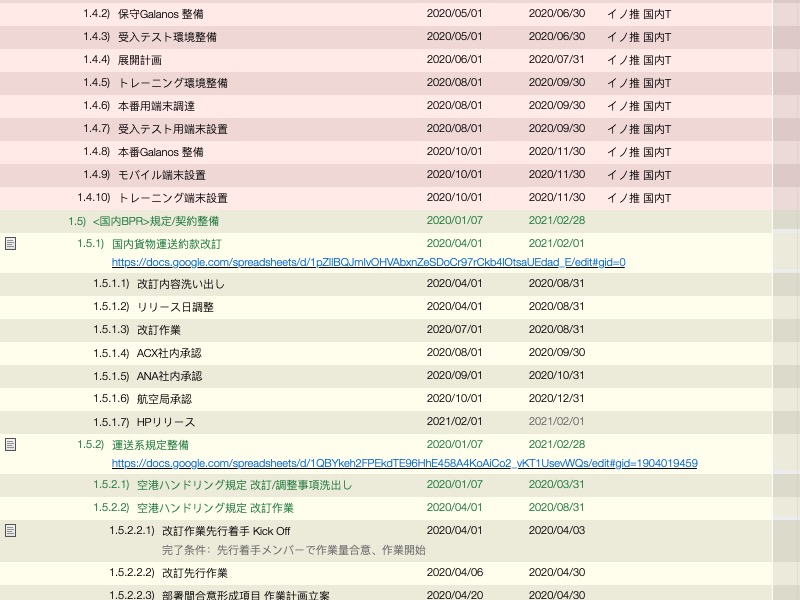 1.4.2) 保守Galanos 整備 2020/05/01 2020/06/30 イノ推 国内T
1.4.3) 受入テスト環境整備 2020/05/01 2020/06/30 イノ推 国内T
1.4.4) 展開計画 2020/06/01 2020/07/31 イノ推 国内T
1.4.5) トレーニング環境整備 2020/08/01 2020/09/30 イノ推 国内T
1.4.6) 本番用端末調達 2020/08/01 2020/09/30 イノ推 国内T
1.4.7) 受入テスト用端末設置 2020/08/01 2020/09/30 イノ推 国内T
1.4.8) 本番Galanos 整備 2020/10/01 2020/11/30 イノ推 国内T
1.4.9) モバイル端末設置 2020/10/01 2020/11/30 イノ推 国内T
1.4.10) トレーニング端末設置 2020/10/01 2020/11/30 イノ推 国内T
1.5) <国内BPR>規定/契約整備 2020/01/07 2021/02/28
1.5.1) 国内貨物運送約款改訂 2020/04/01 2021/02/01
https://docs.google.com/spreadsheets/d/1pZllBQJmIvOHVAbxnZeSDoCr97rCkb4lOtsaUEdad_E/edit#gid=0
1.5.1.1) 改訂内容洗い出し 2020/04/01 2020/08/31
1.5.1.2) リリース日調整 2020/04/01 2020/08/31
1.5.1.3) 改訂作業 2020/07/01 2020/08/31
1.5.1.4) ACX社内承認 2020/08/01 2020/09/30
1.5.1.5) ANA社内承認 2020/09/01 2020/10/31
1.5.1.6) 航空局承認 2020/10/01 2020/12/31
1.5.1.7) HPリリース 2021/02/01 2021/02/01
1.5.2) 運送系規定整備 2020/01/07 2021/02/28
https://docs.google.com/spreadsheets/d/1QBYkeh2FPEkdTE96HhE458A4KoAiCo2_yKT1UsevWQs/edit#gid=1904019459
1.5.2.1) 空港ハンドリング規定 改訂/調整事項洗出し 2020/01/07 2020/03/31
1.5.2.2) 空港ハンドリング規定 改訂作業 2020/04/01 2020/08/31
1.5.2.2.1) 改訂作業先行着手 Kick Off 2020/04/01 2020/04/03
完了条件： 先行着手メンバーで作業量合意、作業開始
1.5.2.2.2) 改訂先行作業 2020/04/06 2020/04/30
1.5.2.2.3) 部署間合意形成項目 作業計画立案 2020/04/20 2020/04/30